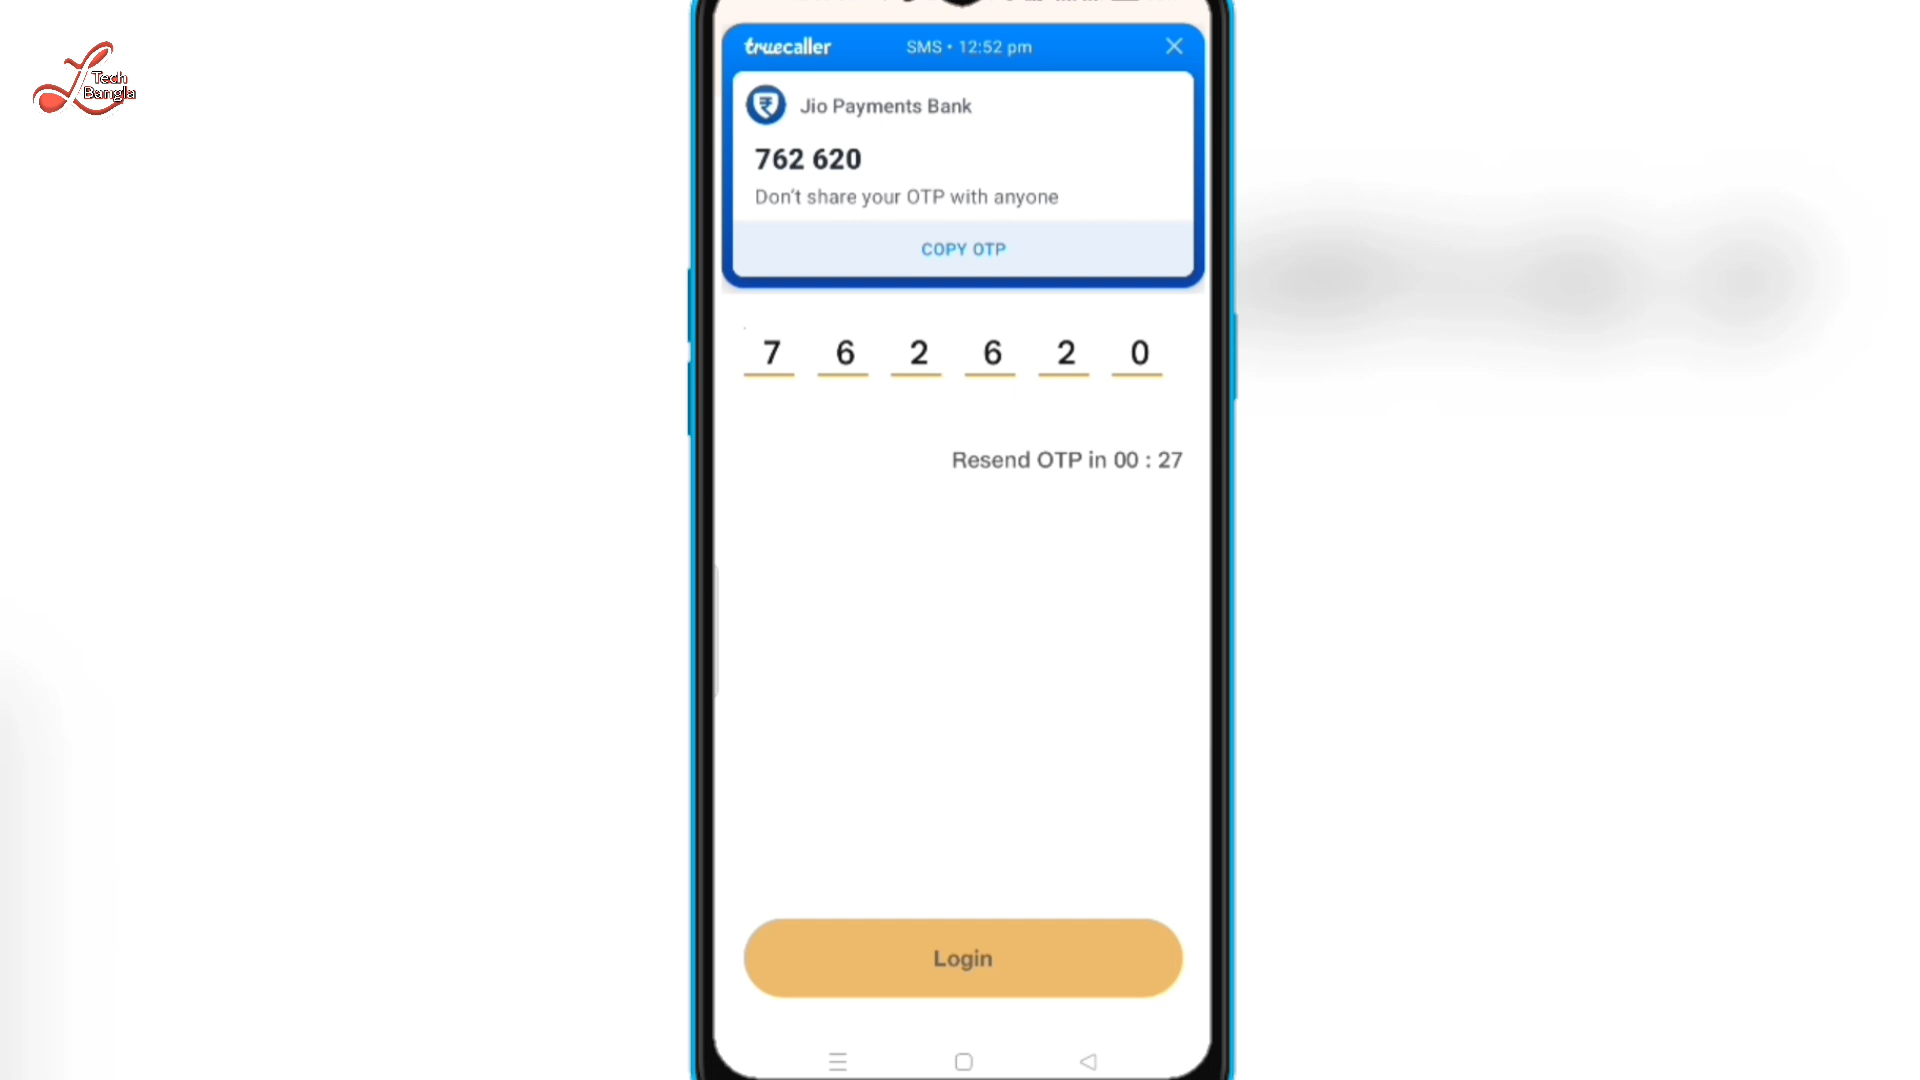 Tech
Bangla
truecaller
SMS • 12:52 pm
Jio Payments Bank
762 620
Don't share your OTP with anyone
COPY OTP
7 6 2 6 2 0
Resend OTP in 00 : 27
Login